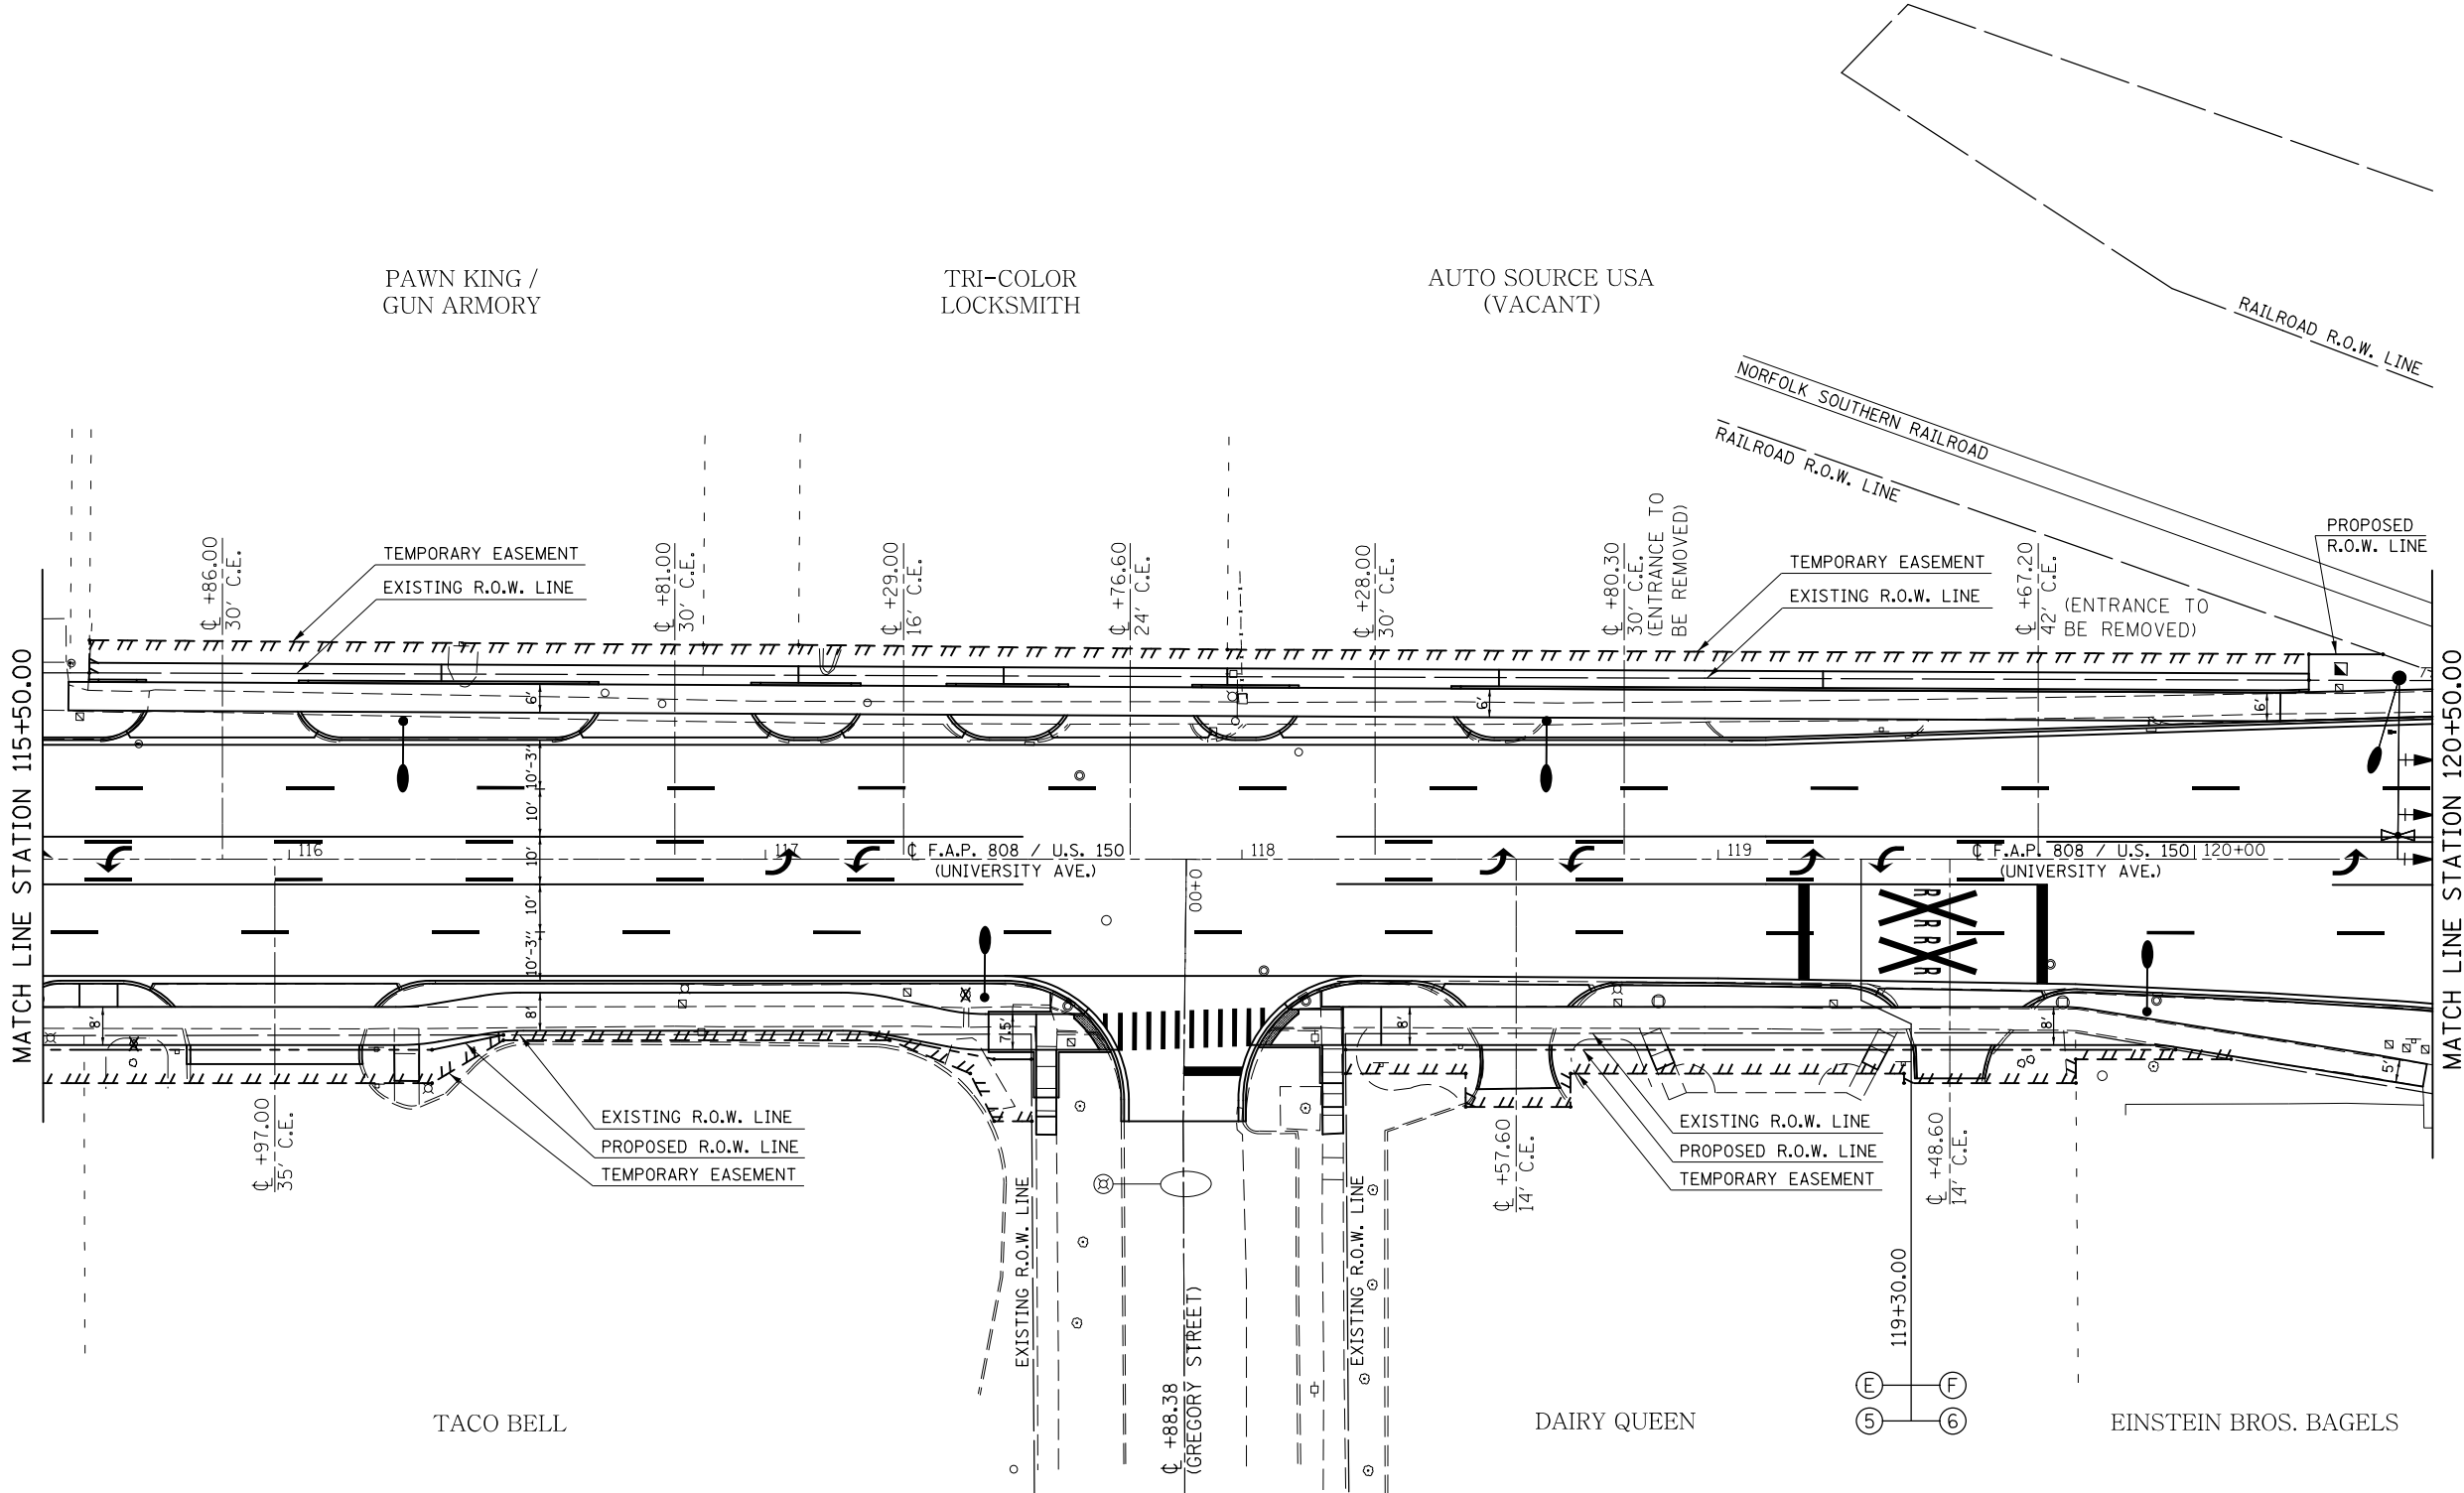 PAWN KING /
GUN ARMORY
TRI-COLOR
LOCKSMITH
AUTO SOURCE USA
(VACANT)
RAILROAD R.O.W. LINE
NORFOLK SOUTHERN RAILROAD
RAILROAD R.O.W. LINE
PROPOSED
R.O.W. LINE
℄ +86.00
30' C.E.
TEMPORARY EASEMENT
EXISTING R.O.W. LINE
℄ +81.00
30' C.E.
℄ +29.00
16' C.E.
℄ +76.60
24' C.E.
℄ +28.00
30' C.E.
℄ +80.30
30' C.E.
(ENTRANCE TO
BE REMOVED)
TEMPORARY EASEMENT
EXISTING R.O.W. LINE
℄ +67.20
42' C.E.
(ENTRANCE TO
BE REMOVED)
MATCH LINE STATION 115+50.00
MATCH LINE STATION 120+50.00
6'
6'
6'
10'-3"
10'
10'
10'
10'-3"
8'
116
117
℄ F.A.P. 808 / U.S. 150
(UNIVERSITY AVE.)
118
119
℄ F.A.P. 808 / U.S. 150
(UNIVERSITY AVE.)
120+00
0+00
R R
R R
8'
7.5'
8'
8'
5'
℄ +97.00
35' C.E.
EXISTING R.O.W. LINE
PROPOSED R.O.W. LINE
TEMPORARY EASEMENT
EXISTING R.O.W. LINE
℄ +88.38
(GREGORY STREET)
EXISTING R.O.W. LINE
℄ +57.60
14' C.E.
EXISTING R.O.W. LINE
PROPOSED R.O.W. LINE
TEMPORARY EASEMENT
℄ +48.60
14' C.E.
119+30.00
E F
5 6
TACO BELL
DAIRY QUEEN
EINSTEIN BROS. BAGELS